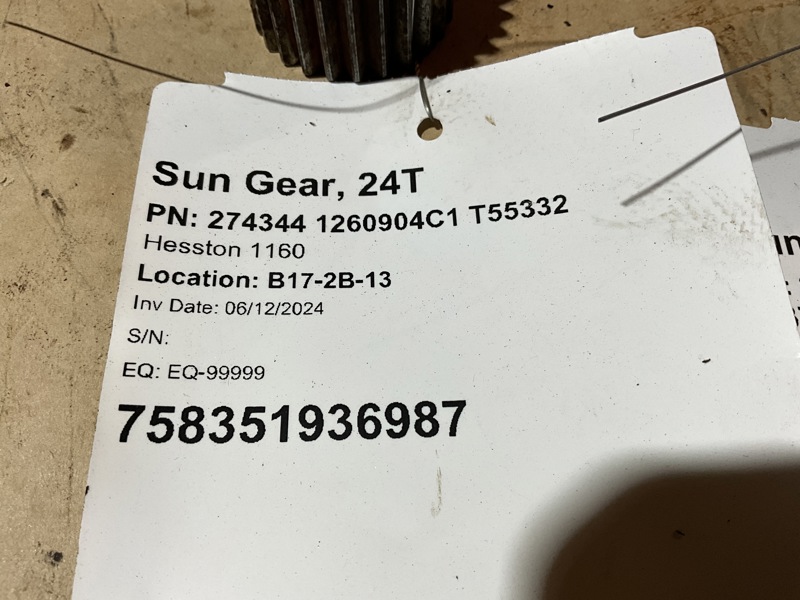 Sun Gear, 24T
PN: 274344 1260904C1 T55332
Hesston 1160
Location: B17-2B-13
Inv Date: 06/12/2024
S/N:
EQ: EQ-99999
758351936987